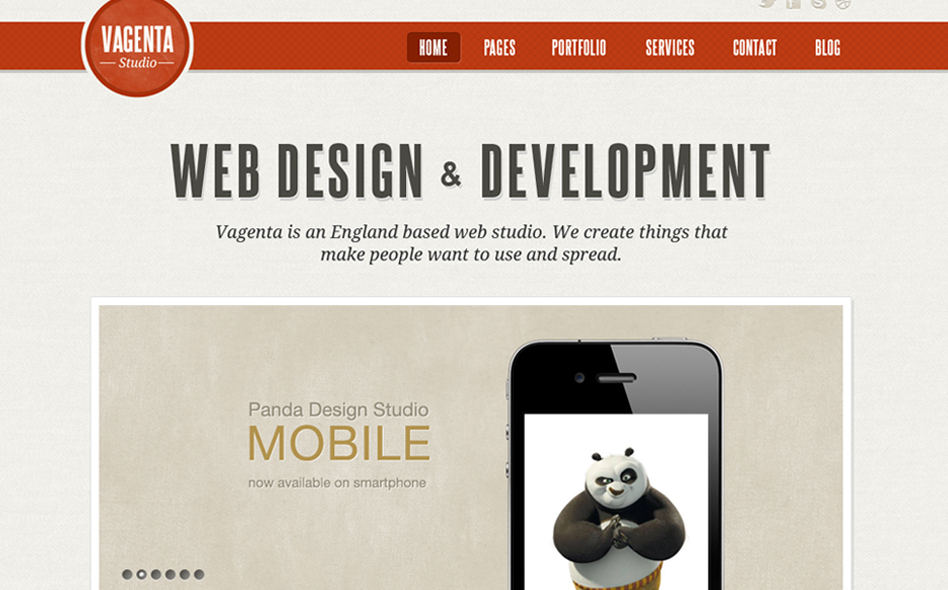 VAGENTA
Studio
HOME PAGES PORTFOLIO SERVICES CONTACT BLOG
WEB DESIGN & DEVELOPMENT
Vagenta is an England based web studio. We create things that
make people want to use and spread.
Panda Design Studio
MOBILE
now available on smartphone